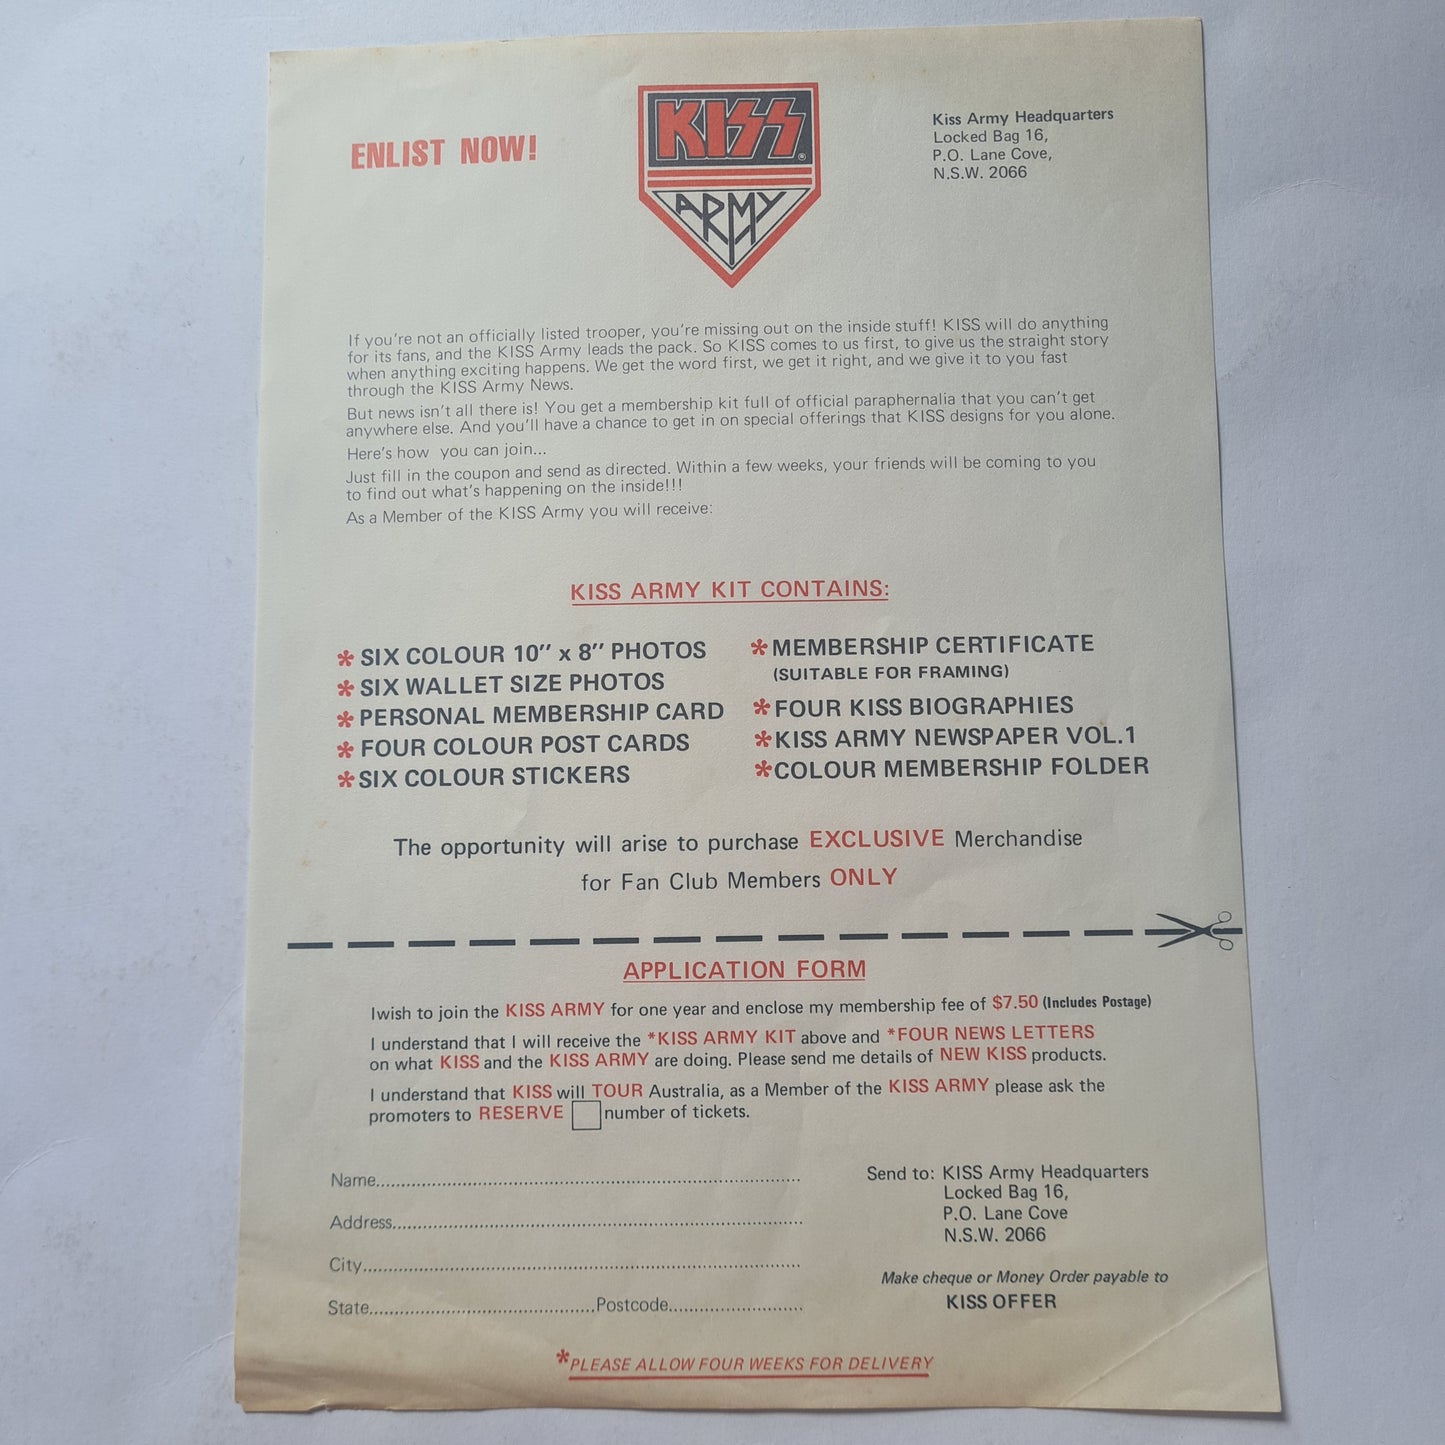 ENLIST NOW!
KISS®
ARMY
Kiss Army Headquarters
Locked Bag 16,
P.O. Lane Cove,
N.S.W. 2066
If you're not an officially listed trooper, you're missing out on the inside stuff! KISS will do anything
for its fans, and the KISS Army leads the pack. So KISS comes to us first, to give us the straight story
when anything exciting happens. We get the word first, we get it right, and we give it to you fast
through the KISS Army News.
But news isn't all there is! You get a membership kit full of official paraphernalia that you can't get
anywhere else. And you'll have a chance to get in on special offerings that KISS designs for you alone.
Here's how you can join...
Just fill in the coupon and send as directed. Within a few weeks, your friends will be coming to you
to find out what's happening on the inside!!!
As a Member of the KISS Army you will receive:
KISS ARMY KIT CONTAINS:
* SIX COLOUR 10" x 8" PHOTOS
* SIX WALLET SIZE PHOTOS
* PERSONAL MEMBERSHIP CARD
* FOUR COLOUR POST CARDS
* SIX COLOUR STICKERS
* MEMBERSHIP CERTIFICATE
(SUITABLE FOR FRAMING)
* FOUR KISS BIOGRAPHIES
* KISS ARMY NEWSPAPER VOL.1
* COLOUR MEMBERSHIP FOLDER
The opportunity will arise to purchase EXCLUSIVE Merchandise
for Fan Club Members ONLY
APPLICATION FORM
I wish to join the KISS ARMY for one year and enclose my membership fee of $7.50 (Includes Postage)
I understand that I will receive the *KISS ARMY KIT above and *FOUR NEWS LETTERS
on what KISS and the KISS ARMY are doing. Please send me details of NEW KISS products.
I understand that KISS will TOUR Australia, as a Member of the KISS ARMY please ask the
promoters to RESERVE number of tickets.
Name
Address
City
State Postcode
Send to: KISS Army Headquarters
Locked Bag 16,
P.O. Lane Cove
N.S.W. 2066
Make cheque or Money Order payable to
KISS OFFER
*PLEASE ALLOW FOUR WEEKS FOR DELIVERY